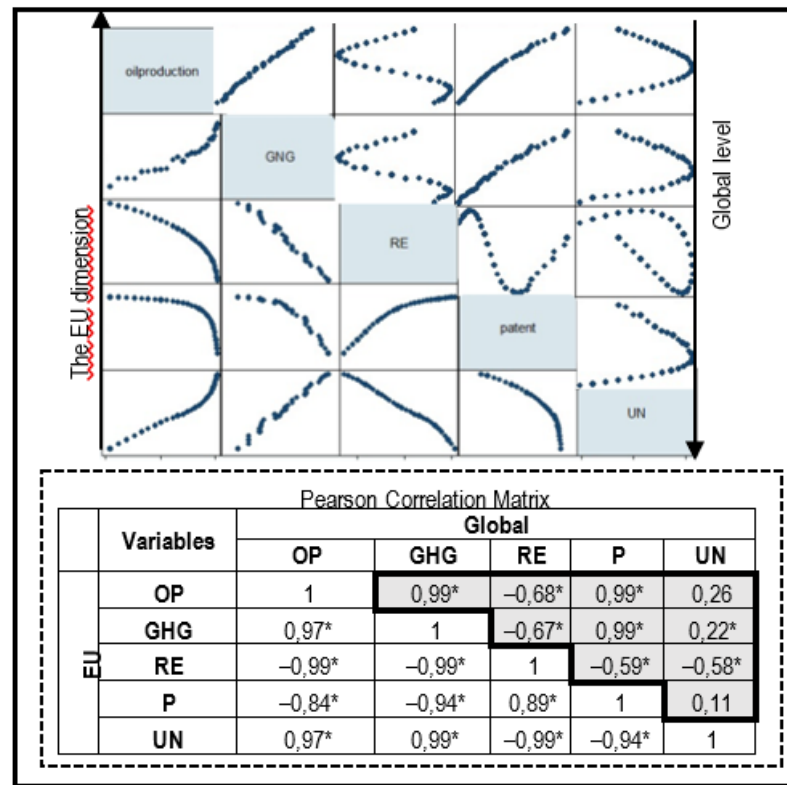 oilproduction
GNG
RE
patent
UN
The EU dimension
Global level
Pearson Correlation Matrix
Variables Global
OP GHG RE P UN
EU
OP 1 0,99* –0,68* 0,99* 0,26
GHG 0,97* 1 –0,67* 0,99* 0,22*
RE –0,99* –0,99* 1 –0,59* –0,58*
P –0,84* –0,94* 0,89* 1 0,11
UN 0,97* 0,99* –0,99* –0,94* 1